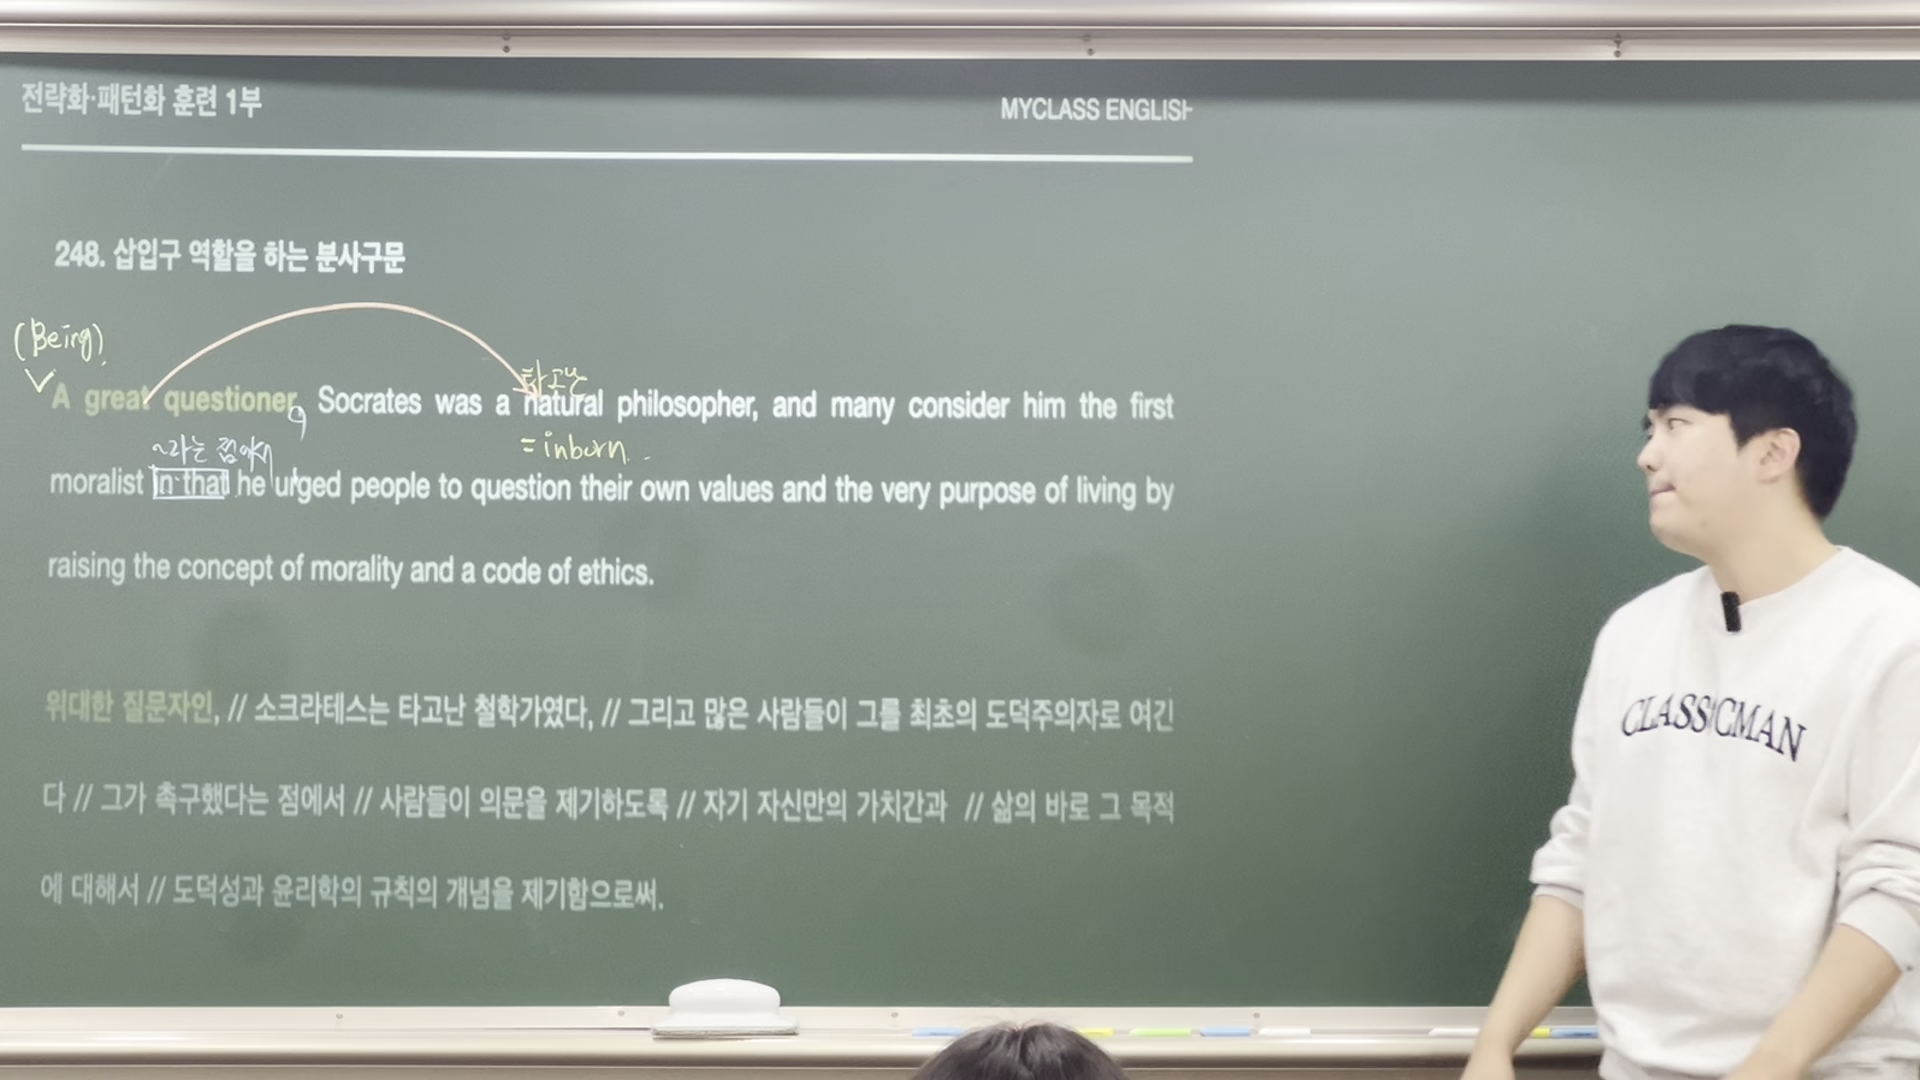 전략화·패턴화 훈련 1부
MYCLASS ENGLISH
248. 삽입구 역할을 하는 분사구문
(Being)
타고난
A great questioner, Socrates was a natural philosopher, and many consider him the first
~라는 점에서
= inborn
moralist in that he urged people to question their own values and the very purpose of living by
raising the concept of morality and a code of ethics.
위대한 질문자인, // 소크라테스는 타고난 철학가였다, // 그리고 많은 사람들이 그를 최초의 도덕주의자로 여긴
다 // 그가 촉구했다는 점에서 // 사람들이 의문을 제기하도록 // 자기 자신만의 가치간과 // 삶의 바로 그 목적
에 대해서 // 도덕성과 윤리학의 규칙의 개념을 제기함으로써.
CLASSICMAN